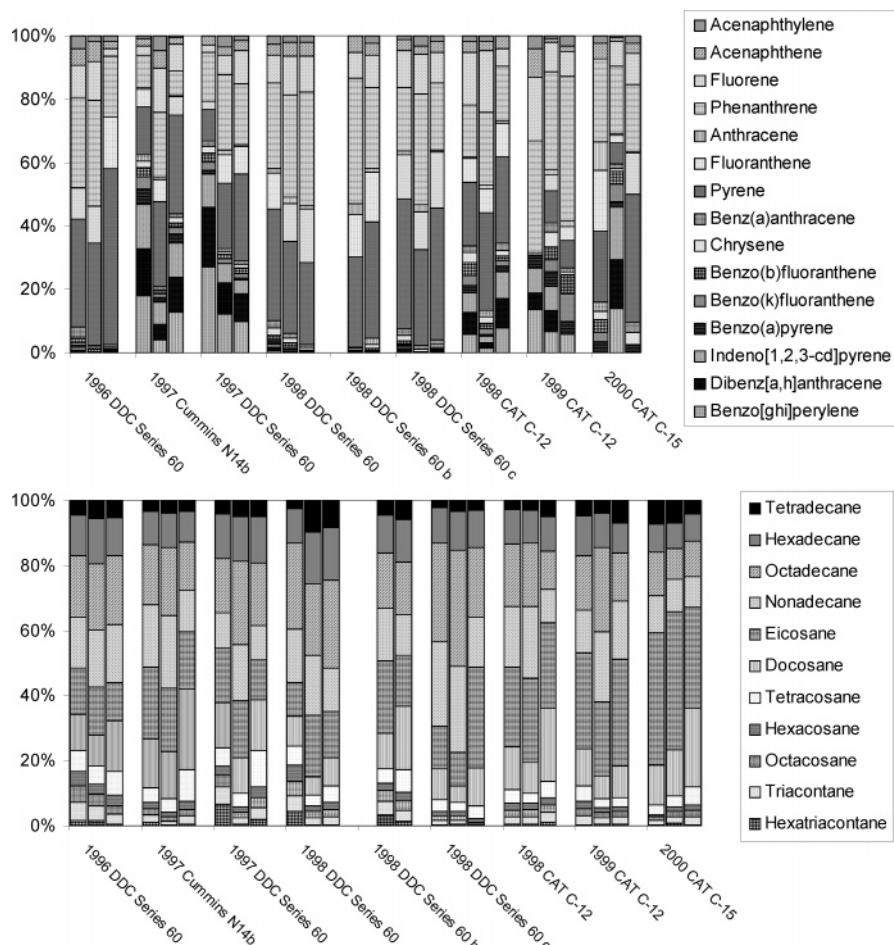 100%
80%
60%
40%
20%
0%
1996 DDC Series 60
1997 Cummins N14b
1997 DDC Series 60
1998 DDC Series 60
1998 DDC Series 60 b
1998 DDC Series 60 c
1998 CAT C-12
1999 CAT C-12
2000 CAT C-15
Acenaphthylene
Acenaphthene
Fluorene
Phenanthrene
Anthracene
Fluoranthene
Pyrene
Benz(a)anthracene
Chrysene
Benzo(b)fluoranthene
Benzo(k)fluoranthene
Benzo(a)pyrene
Indeno[1,2,3-cd]pyrene
Dibenz[a,h]anthracene
Benzo[ghi]perylene
100%
80%
60%
40%
20%
0%
1996 DDC Series 60
1997 Cummins N14b
1997 DDC Series 60
1998 DDC Series 60
1998 DDC Series 60
1998 DDC Series 60
1998 CAT C-12
1999 CAT C-12
2000 CAT C-15
Tetradecane
Hexadecane
Octadecane
Nonadecane
Eicosane
Docosane
Tetracosane
Hexacosane
Octacosane
Triacontane
Hexatriacontane